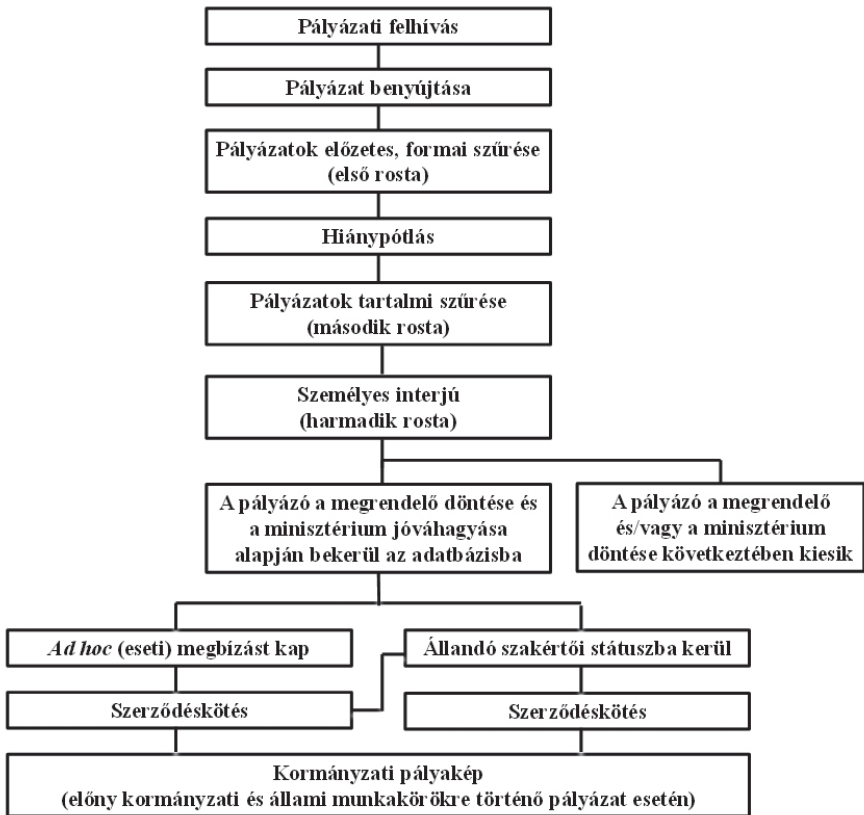 Pályázati felhívás
Pályázat benyújtása
Pályázatok előzetes, formai szűrése
(első rosta)
Hiánypótlás
Pályázatok tartalmi szűrése
(második rosta)
Személyes interjú
(harmadik rosta)
A pályázó a megrendelő döntése és
a minisztérium jóváhagyása
alapján bekerül az adatbázisba
A pályázó a megrendelő
és/vagy a minisztérium
döntése következtében kiesik
Ad hoc (eseti) megbízást kap
Állandó szakértői státuszba kerül
Szerződéskötés
Szerződéskötés
Kormányzati pályakép
(előny kormányzati és állami munkakörökre történő pályázat esetén)